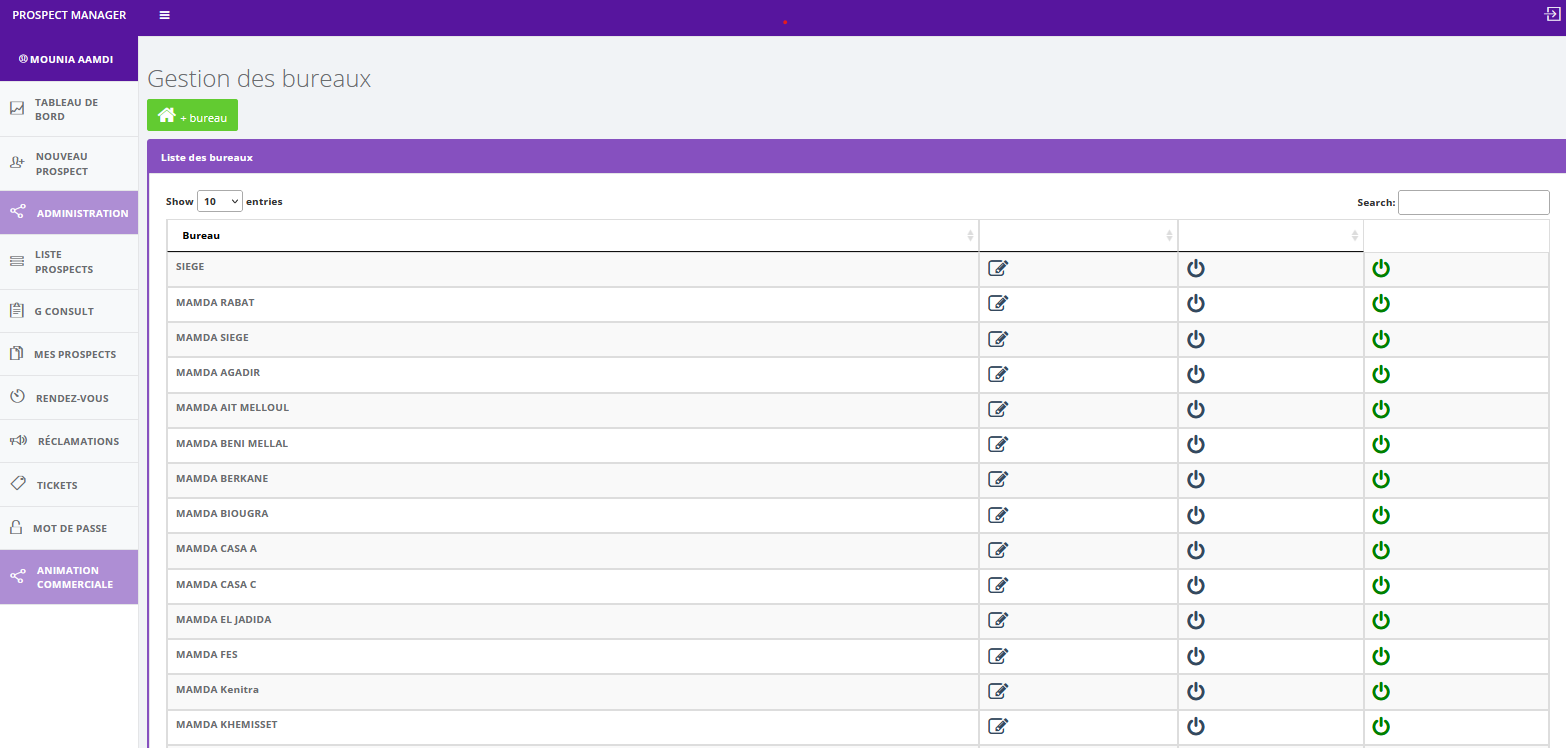 PROSPECT MANAGER
MOUNIA AAMDI
TABLEAU DE
BORD
NOUVEAU
PROSPECT
ADMINISTRATION
LISTE
PROSPECTS
G CONSULT
MES PROSPECTS
RENDEZ-VOUS
RÉCLAMATIONS
TICKETS
MOT DE PASSE
ANIMATION
COMMERCIALE
Gestion des bureaux
+ bureau
Liste des bureaux
Show 10 entries
Search:
Bureau
SIEGE
MAMDA RABAT
MAMDA SIEGE
MAMDA AGADIR
MAMDA AIT MELLOUL
MAMDA BENI MELLAL
MAMDA BERKANE
MAMDA BIOUGRA
MAMDA CASA A
MAMDA CASA C
MAMDA EL JADIDA
MAMDA FES
MAMDA Kenitra
MAMDA KHEMISSET